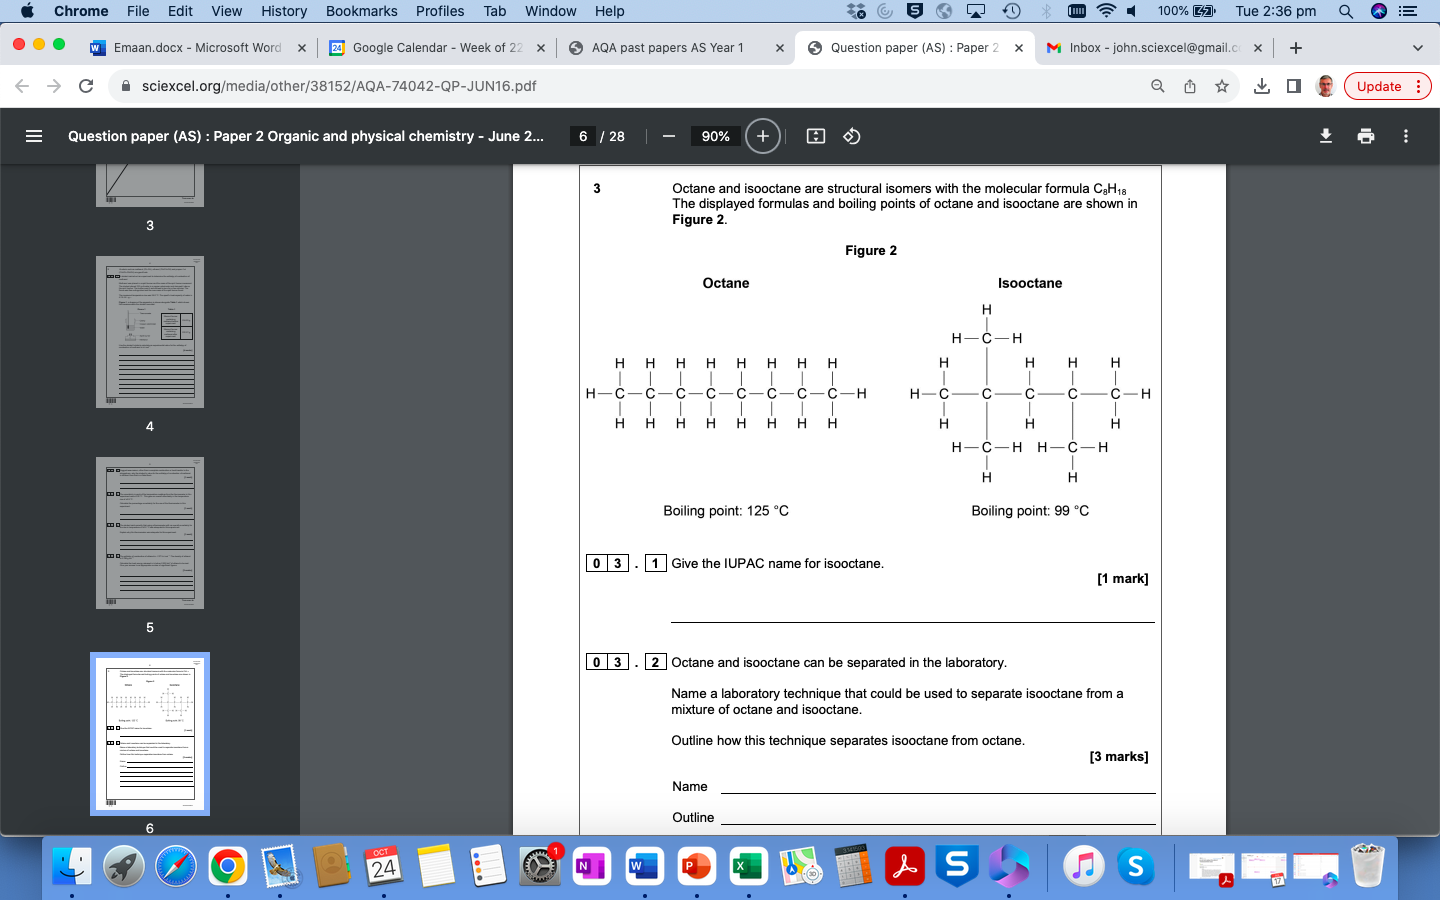 Chrome File Edit View History Bookmarks Profiles Tab Window Help 100% Tue 2:36 pm
Emaan.docx - Microsoft Word
Google Calendar - Week of 22
AQA past papers AS Year 1
Question paper (AS) : Paper 2
Inbox - john.sciexcel@gmail.c
sciexcel.org/media/other/38152/AQA-74042-QP-JUN16.pdf
Update
Question paper (AS) : Paper 2 Organic and physical chemistry - June 2... 6 / 28 90%
3
4
5
6
3 Octane and isooctane are structural isomers with the molecular formula C₈H₁₈
The displayed formulas and boiling points of octane and isooctane are shown in
Figure 2.
Figure 2
Octane Isooctane
H
H—C—H
H H H H H H H H H H H H
H—C—C—C—C—C—C—C—C—H H—C—C—C—C—C—H
H H H H H H H H H H H
H—C—H H—C—H
H H
Boiling point: 125 °C Boiling point: 99 °C
0 3 . 1 Give the IUPAC name for isooctane.
[1 mark]
0 3 . 2 Octane and isooctane can be separated in the laboratory.
Name a laboratory technique that could be used to separate isooctane from a
mixture of octane and isooctane.
Outline how this technique separates isooctane from octane.
[3 marks]
Name
Outline
OCT
24
1
N
W
P
X
S
S
17